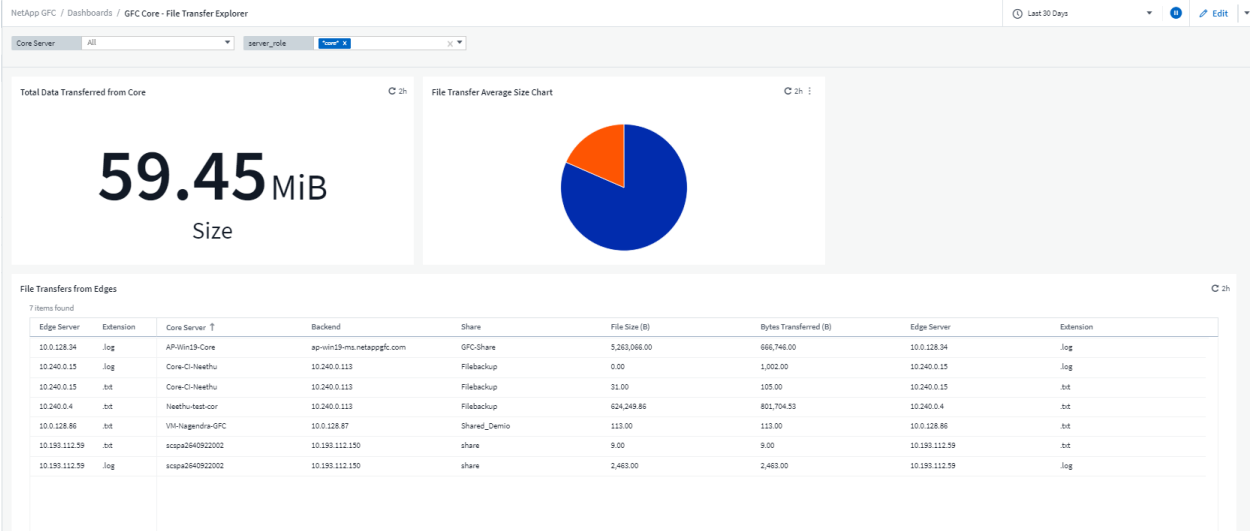 NetApp GFC / Dashboards / GFC Core - File Transfer Explorer
Last 30 Days
Edit
Core Server All
server_role "core" X
Total Data Transferred from Core 2h
59.45 MiB
Size
File Transfer Average Size Chart 2h
File Transfers from Edges 2h
7 items found
Edge Server Extension Core Server ↑ Backend Share File Size (B) Bytes Transferred (B) Edge Server Extension
10.0.128.34 .log AP-Win19-Core ap-win19-ms.netappgfc.com GFC-Share 5,263,066.00 666,746.00 10.0.128.34 .log
10.240.0.15 .log Core-CI-Neethu 10.240.0.113 Filebackup 0.00 1,002.00 10.240.0.15 .log
10.240.0.15 .txt Core-CI-Neethu 10.240.0.113 Filebackup 31.00 105.00 10.240.0.15 .txt
10.240.0.4 .txt Neethu-test-cor 10.240.0.113 Filebackup 624,249.86 801,704.53 10.240.0.4 .txt
10.0.128.86 .txt VM-Nagendra-GFC 10.0.128.87 Shared_Demio 113.00 113.00 10.0.128.86 .txt
10.193.112.59 .txt scspa2640922002 10.193.112.150 share 9.00 9.00 10.193.112.59 .txt
10.193.112.59 .log scspa2640922002 10.193.112.150 share 2,463.00 2,463.00 10.193.112.59 .log